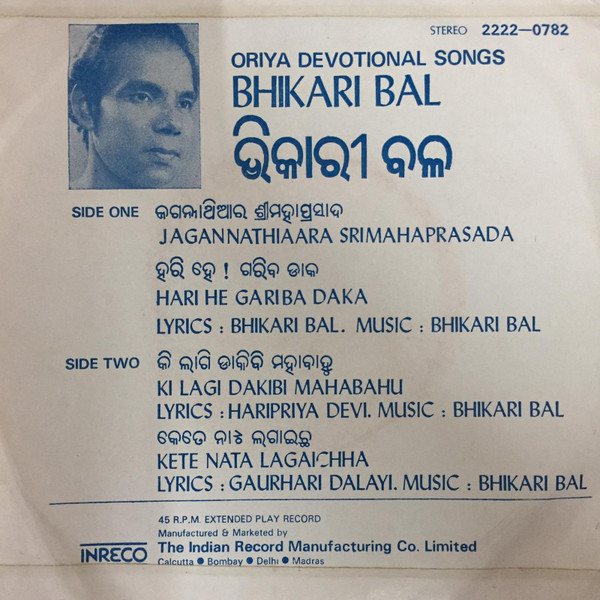 STEREO 2222—0782
ORIYA DEVOTIONAL SONGS
BHIKARI BAL
ଭିକାରୀ ବଳ
SIDE ONE ଜଗନ୍ନାଥିଆର ଶ୍ରୀମହାପ୍ରସାଦ
JAGANNATHIAARA SRIMAHAPRASADA
ହରି ହେ ! ଗରିବ ଡାକ
HARI HE GARIBA DAKA
LYRICS : BHIKARI BAL. MUSIC : BHIKARI BAL
SIDE TWO କି ଲାଗି ଡାକିବି ମହାବାହୁ
KI LAGI DAKIBI MAHABAHU
LYRICS : HARIPRIYA DEVI. MUSIC : BHIKARI BAL
କେତେ ନାଟ ଲଗାଇଛ
KETE NATA LAGAICHHA
LYRICS : GAURHARI DALAYI. MUSIC : BHIKARI BAL
45 R.P.M. EXTENDED PLAY RECORD
Manufactured & Marketed by
INRECO The Indian Record Manufacturing Co. Limited
Calcutta ● Bombay ● Delhi ● Madras